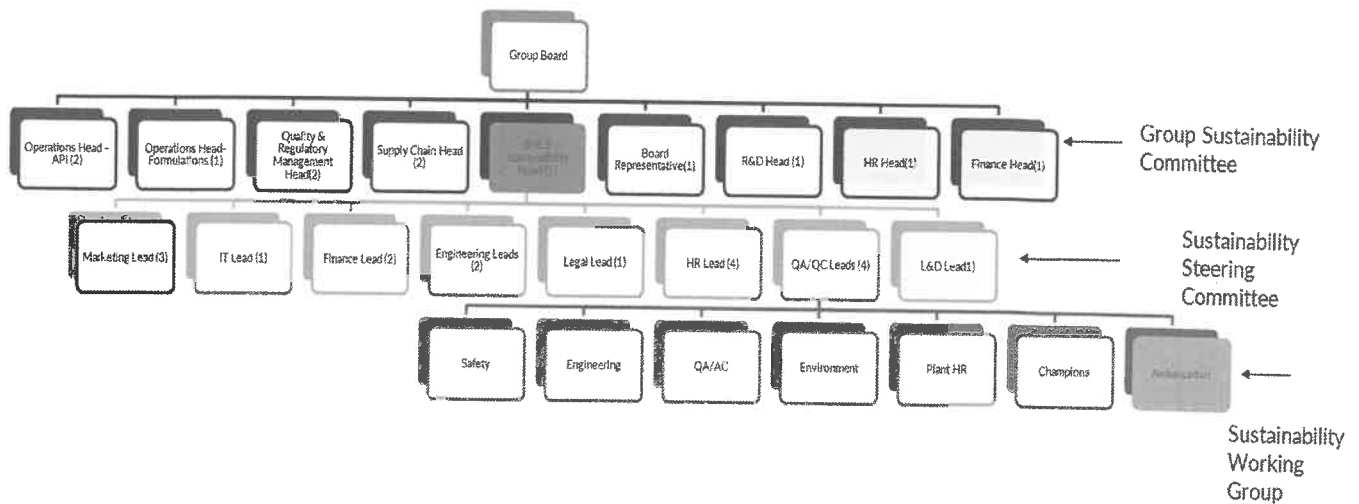 Group Board
Operations Head -
API (2)
Operations Head-
Formulations (1)
Quality &
Regulatory
Management
Head(2)
Supply Chain Head
(2)
Board
Representative(1)
R&D Head (1)
HR Head(1)
Finance Head(1)
Group Sustainability
Committee
Marketing Lead (3)
IT Lead (1)
Finance Lead (2)
Engineering Leads
(2)
Legal Lead (1)
HR Lead (4)
QA/QC Leads (4)
L&D Lead1)
Sustainability
Steering
Committee
Safety
Engineering
QA/AC
Environment
Plant HR
Champions
Sustainability
Working
Group